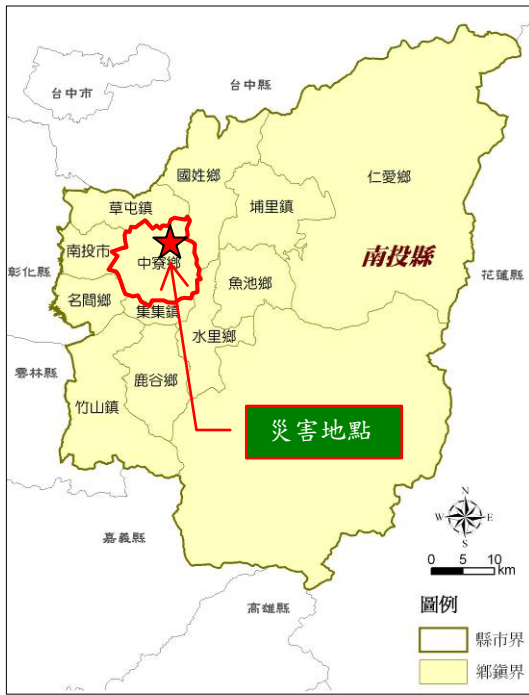 台中市
台中縣
國姓鄉
仁愛鄉
草屯鎮
埔里鎮
南投市
中寮鄉
南投縣
彰化縣
魚池鄉
花蓮縣
名間鄉
集集鎮
水里鄉
雲林縣
鹿谷鄉
竹山鎮
災害地點
N
W E
S
嘉義縣
0 5 10
km
高雄縣
圖例
縣市界
鄉鎮界